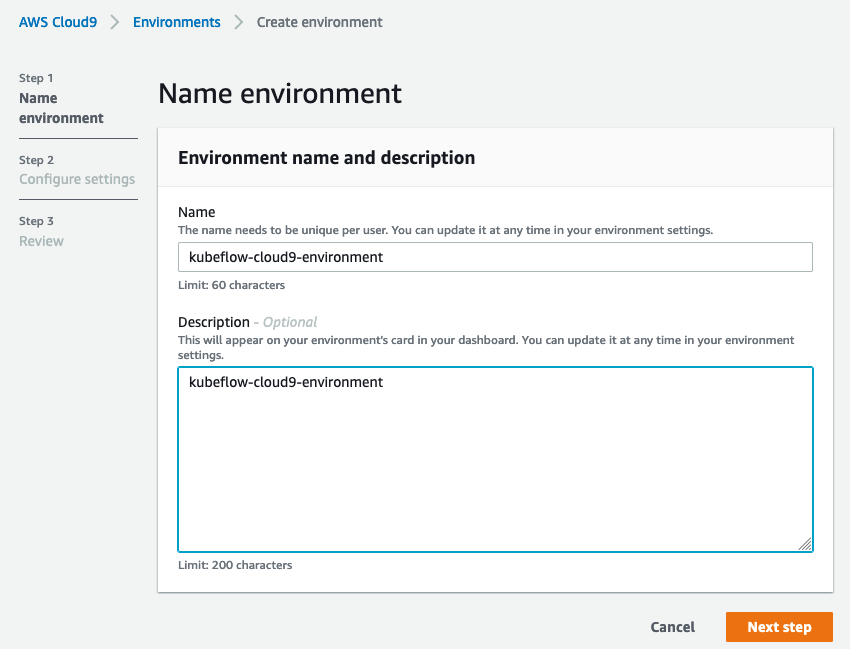 AWS Cloud9 > Environments > Create environment
Step 1
Name
environment
Step 2
Configure settings
Step 3
Review
Name environment
Environment name and description
Name
The name needs to be unique per user. You can update it at any time in your environment settings.
kubeflow-cloud9-environment
Limit: 60 characters
Description - Optional
This will appear on your environment's card in your dashboard. You can update it at any time in your environment
settings.
kubeflow-cloud9-environment
Limit: 200 characters
Cancel
Next step